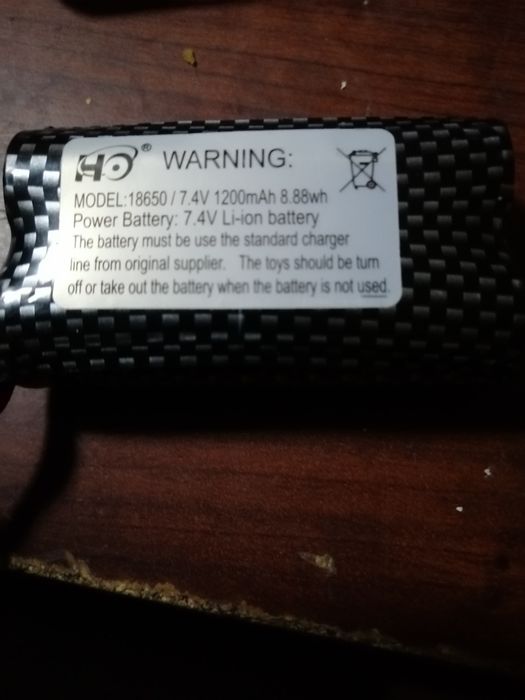 HO ® WARNING:
MODEL:18650 / 7.4V 1200mAh 8.88wh
Power Battery: 7.4V Li-ion battery
The battery must be use the standard charger
line from original supplier. The toys should be turn
off or take out the battery when the battery is not used.